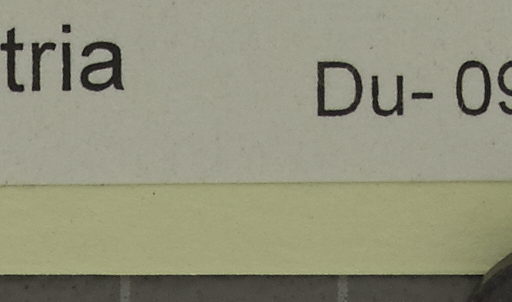 tria
Du- 09